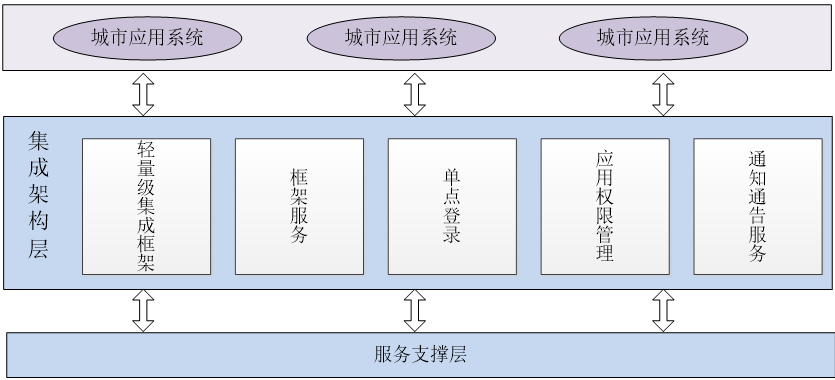 城市应用系统
城市应用系统
城市应用系统
集成架构层
轻量级集成框架
框架服务
单点登录
应用权限管理
通知通告服务
服务支撑层